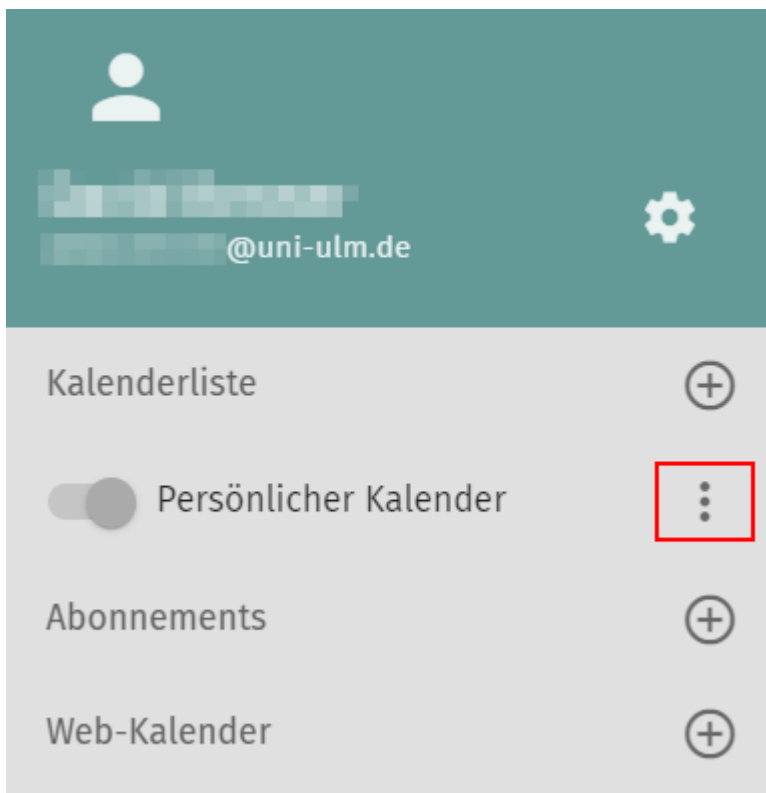 @uni-ulm.de
Kalenderliste
Persönlicher Kalender
Abonnements
Web-Kalender